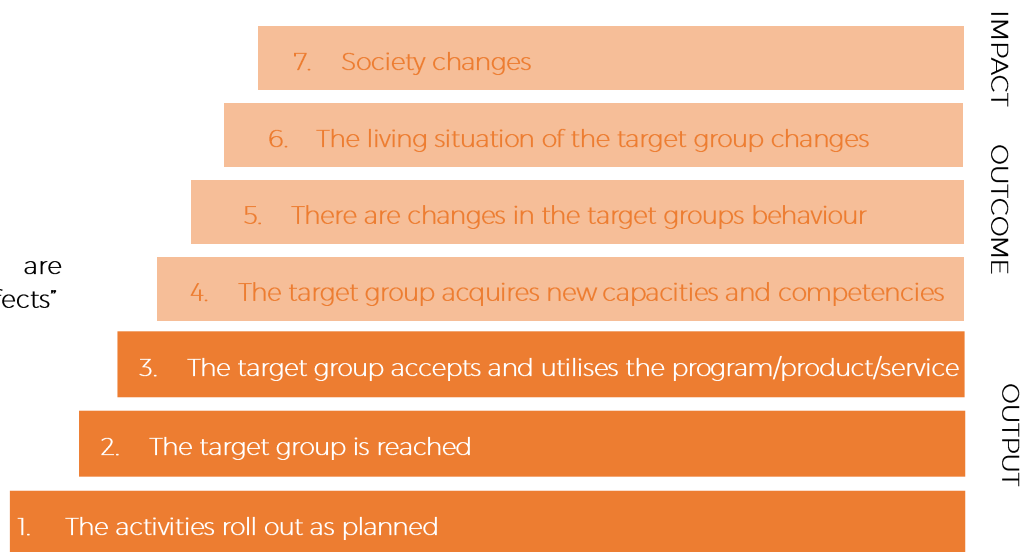 IMPACT
7. Society changes
6. The living situation of the target group changes
OUTCOME
5. There are changes in the target groups behaviour
are
4. The target group acquires new capacities and competencies
3. The target group accepts and utilises the program/product/service
OUTPUT
2. The target group is reached
1. The activities roll out as planned